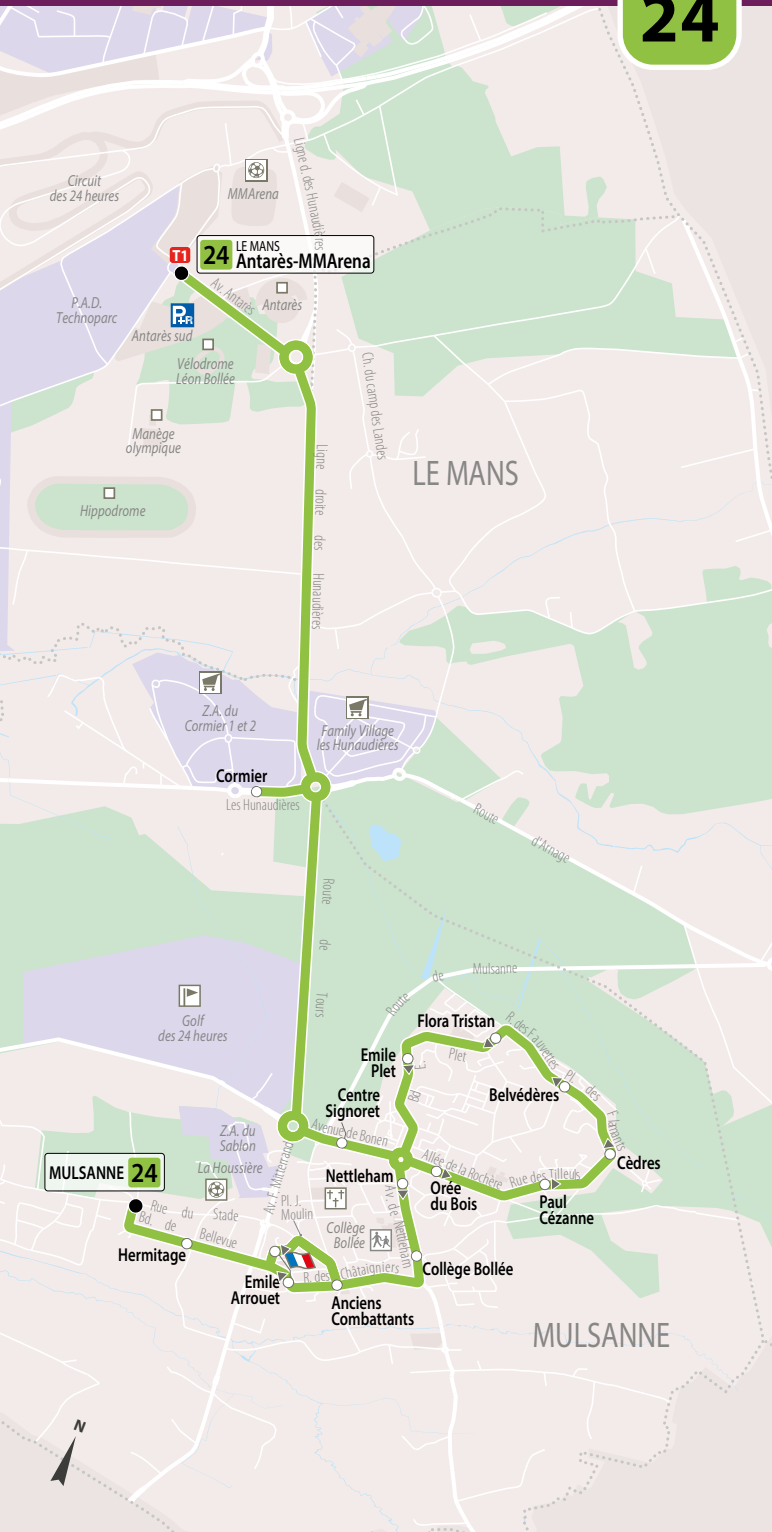 24
Circuit
des 24 heures
MMArena
Ligne d. des Hunaudières
T1
24 LE MANS
Antarès-MMArena
Av. Antarès
Antarès
P.A.D.
Technoparc
P+R
Antarès sud
Vélodrome
Léon Bollée
Ch. du camp des Landes
Manège
olympique
Ligne droite des Hunaudières
LE MANS
Hippodrome
Z.A. du
Cormier 1 et 2
Family Village
les Hunaudières
Cormier
Les Hunaudières
Route d'Arnage
Route de Tours
Route de Mulsanne
Golf
des 24 heures
Flora Tristan
R. des Fauvettes
Pl. des Flamnis
Emile
Plet
Bd E. Plet
Belvédères
Centre
Signoret
Avenue de Bonen
Z.A. du
Sablon
La Houssière
Av. F. Mitterrand
Cèdres
Allée de la Rochère
Rue des Tilleuls
MULSANNE 24
Nettleham
Orée
du Bois
Paul
Cézanne
Rue du Stade
Bd. de Bellevue
Pl. J.
Moulin
Av. de Nettleham
Collège
Bollée
Hermitage
Collège Bollée
Emile
Arrouet
R. des Châtaigniers
Anciens
Combattants
MULSANNE
N